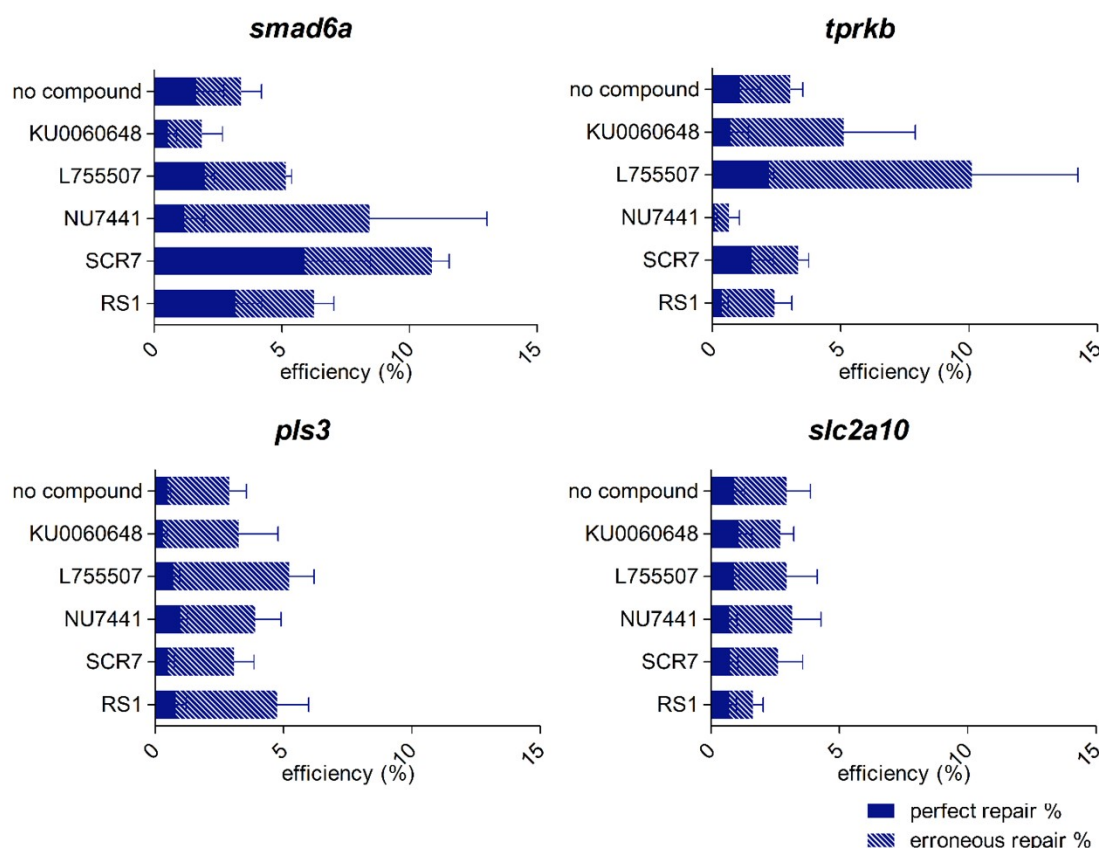 smad6a
no compound
KU0060648
L755507
NU7441
SCR7
RS1
0 5 10 15
efficiency (%)
tprkb
no compound
KU0060648
L755507
NU7441
SCR7
RS1
0 5 10 15
efficiency (%)
pls3
no compound
KU0060648
L755507
NU7441
SCR7
RS1
0 5 10 15
efficiency (%)
slc2a10
no compound
KU0060648
L755507
NU7441
SCR7
RS1
0 5 10 15
efficiency (%)
perfect repair %
erroneous repair %